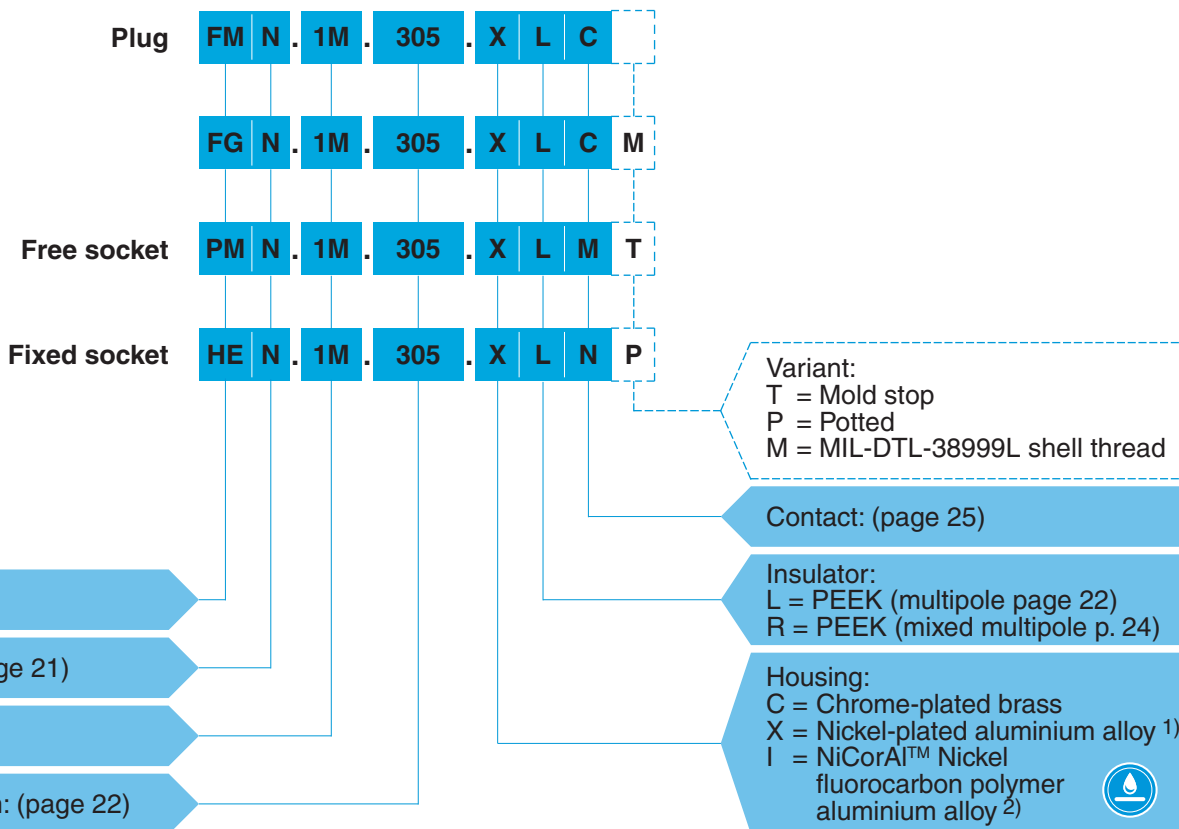 Plug FM N . 1M . 305 . X L C
FG N . 1M . 305 . X L C M
Free socket PM N . 1M . 305 . X L M T
Fixed socket HE N . 1M . 305 . X L N P
Variant:
T = Mold stop
P = Potted
M = MIL-DTL-38999L shell thread
Contact: (page 25)
Insulator:
L = PEEK (multipole page 22)
R = PEEK (mixed multipole p. 24)
Housing:
C = Chrome-plated brass
X = Nickel-plated aluminium alloy 1)
I = NiCorAl™ Nickel
fluorocarbon polymer
aluminium alloy 2)
21)
(page 22)